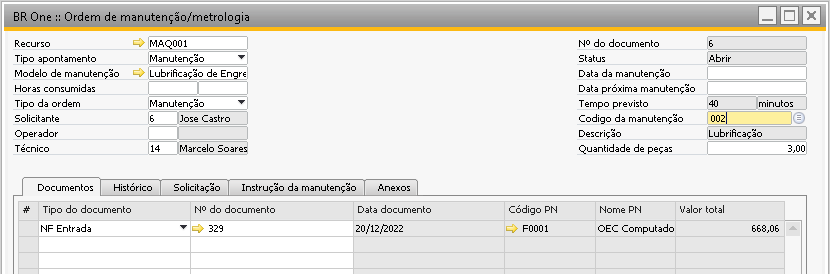 BR One :: Ordem de manutenção/metrologia
Recurso MAQ001
Tipo apontamento Manutenção
Modelo de manutenção Lubrificação de Engre
Horas consumidas
Tipo da ordem Manutenção
Solicitante 6 Jose Castro
Operador
Técnico 14 Marcelo Soares
Nº do documento 6
Status Abrir
Data da manutenção
Data próxima manutenção
Tempo previsto 40 minutos
Codigo da manutenção 002
Descrição Lubrificação
Quantidade de peças 3,00
Documentos Histórico Solicitação Instrução da manutenção Anexos
# Tipo do documento Nº do documento Data documento Código PN Nome PN Valor total
NF Entrada 329 20/12/2022 F0001 OEC Computado 668,06